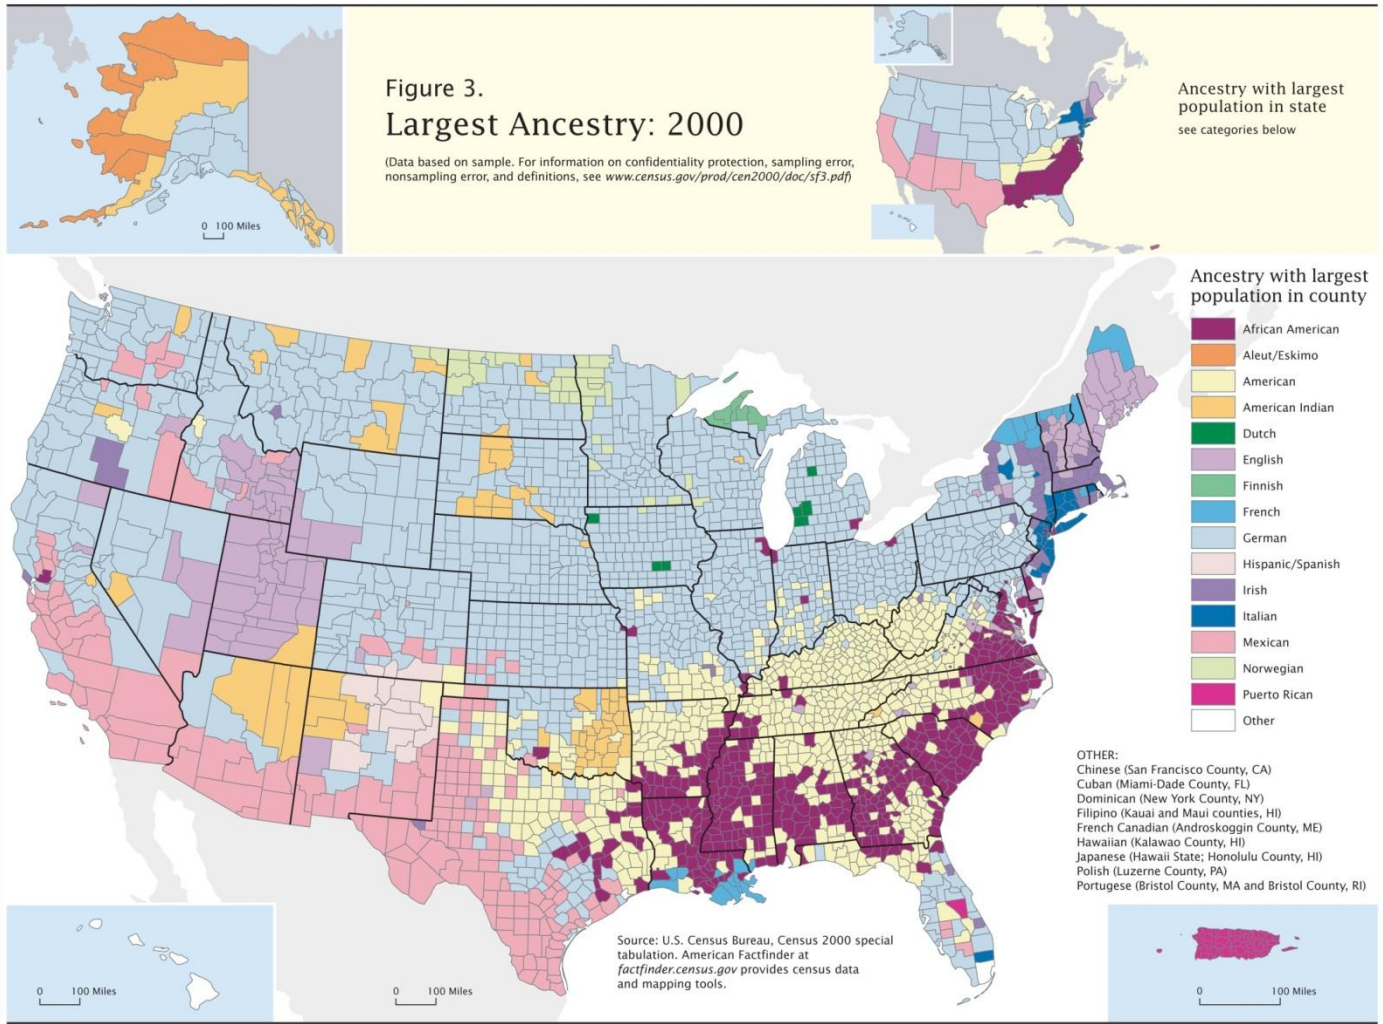 Figure 3.
Largest Ancestry: 2000
(Data based on sample. For information on confidentiality protection, sampling error,
nonsampling error, and definitions, see www.census.gov/prod/cen2000/doc/sf3.pdf)
Ancestry with largest
population in state
see categories below
0 100 Miles
Ancestry with largest
population in county
African American
Aleut/Eskimo
American
American Indian
Dutch
English
Finnish
French
German
Hispanic/Spanish
Irish
Italian
Mexican
Norwegian
Puerto Rican
Other
OTHER:
Chinese (San Francisco County, CA)
Cuban (Miami-Dade County, FL)
Dominican (New York County, NY)
Filipino (Kauai and Maui counties, HI)
French Canadian (Androskoggin County, ME)
Hawaiian (Kalawao County, HI)
Japanese (Hawaii State; Honolulu County, HI)
Polish (Luzerne County, PA)
Portugese (Bristol County, MA and Bristol County, RI)
Source: U.S. Census Bureau, Census 2000 special
tabulation. American Factfinder at
factfinder.census.gov provides census data
and mapping tools.
0 100 Miles
0 100 Miles
0 100 Miles